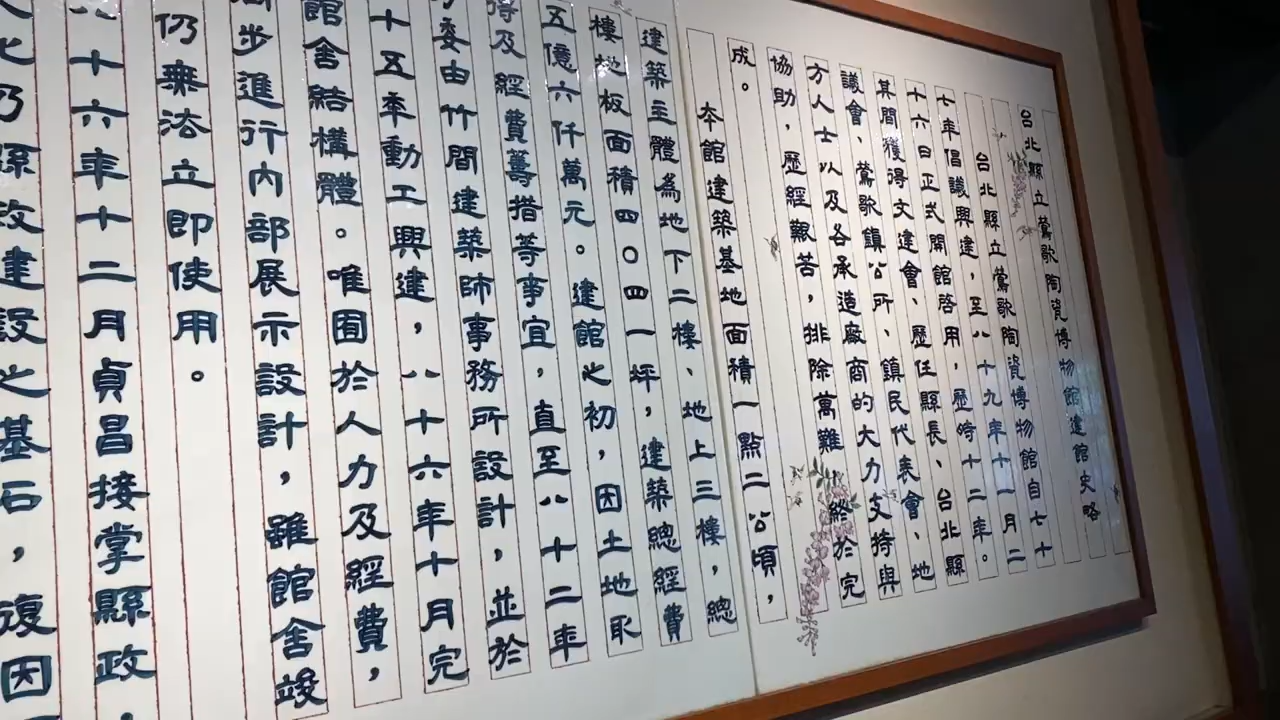 台北縣立鶯歌陶瓷博物館建館史略
台北縣立鶯歌陶瓷博物館自七十
七年倡議興建，至八十九年十一月二
十六日正式開館啓用，歷時十二年。
其間獲得文建會、歷任縣長、台北縣
議會、鶯歌鎮公所、鎮民代表會、地
方人士以及各承造廠商的大力支持與
協助，歷經艱苦，排除萬難，終於完
成。
本館建築基地面積一點二公頃，
建築主體為地下二樓、地上三樓，總
樓地板面積四〇四一坪，建築總經費
五億六仟萬元。建館之初，因土地取
得及經費籌措等事宜，直至八十二年
委由竹間建築師事務所設計，並於
十五年動工興建，八十六年十月完
館舍結構體。唯囿於人力及經費，
步進行內部展示設計，雖館舍竣
仍無法立即使用。
八十六年十二月貞昌接掌縣政，
乃孫改建設之基石，復因